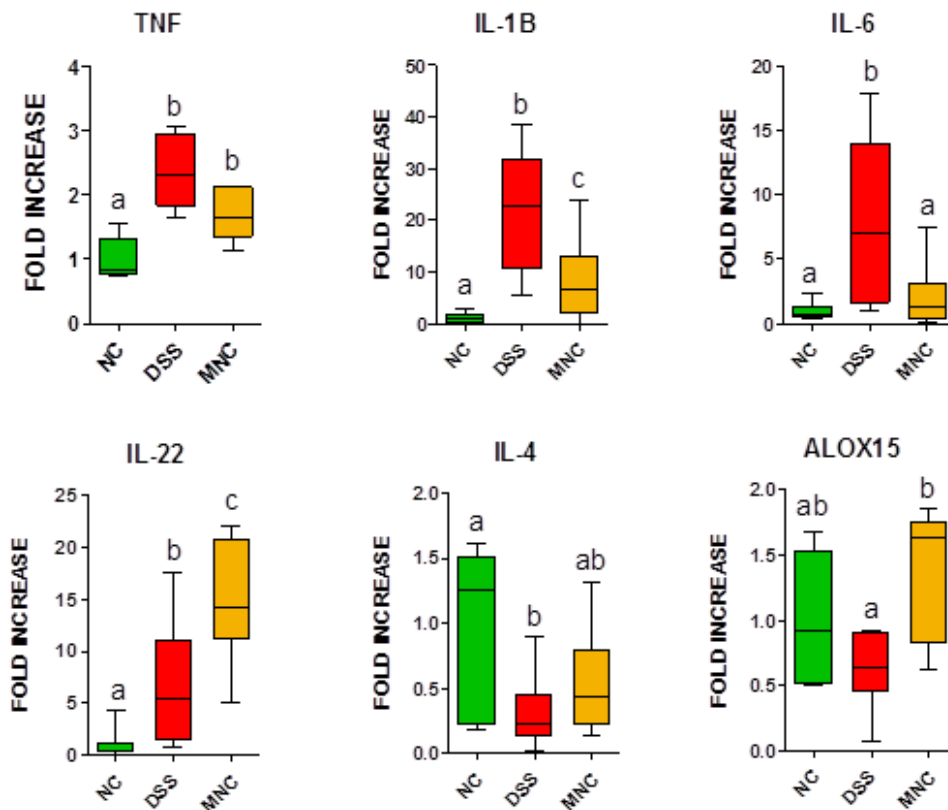 TNF
FOLD INCREASE
4
3
2
1
0
a
b
b
NC
DSS
MNC
IL-1B
FOLD INCREASE
50
40
30
20
10
0
a
b
c
NC
DSS
MNC
IL-6
FOLD INCREASE
20
15
10
5
0
a
b
a
NC
DSS
MNC
IL-22
FOLD INCREASE
25
20
15
10
5
0
a
b
c
NC
DSS
MNC
IL-4
FOLD INCREASE
2.0
1.5
1.0
0.5
0.0
a
b
ab
NC
DSS
MNC
ALOX15
FOLD INCREASE
2.0
1.5
1.0
0.5
0.0
ab
a
b
NC
DSS
MNC